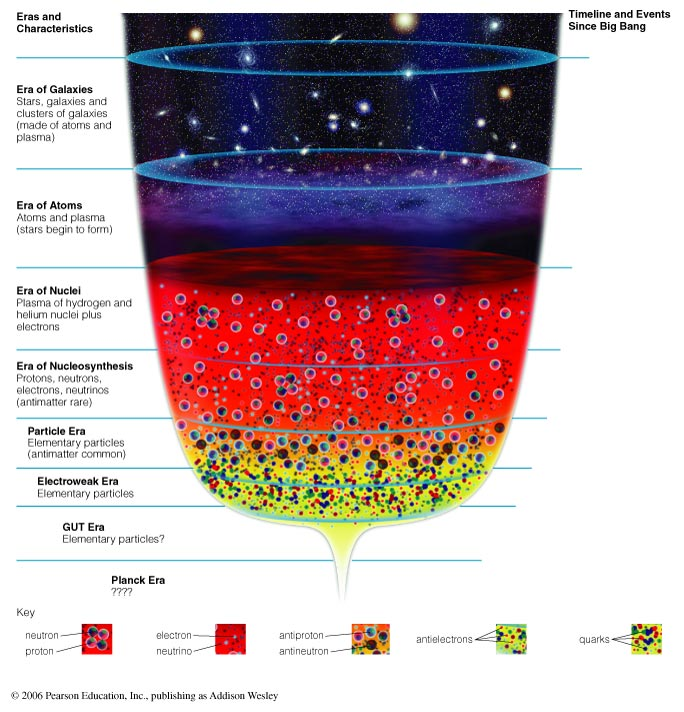 Eras and
Characteristics
Timeline and Events
Since Big Bang
Era of Galaxies
Stars, galaxies and
clusters of galaxies
(made of atoms and
plasma)
Era of Atoms
Atoms and plasma
(stars begin to form)
Era of Nuclei
Plasma of hydrogen and
helium nuclei plus
electrons
Era of Nucleosynthesis
Protons, neutrons,
electrons, neutrinos
(antimatter rare)
Particle Era
Elementary particles
(antimatter common)
Electroweak Era
Elementary particles
GUT Era
Elementary particles?
Planck Era
????
Key
neutron
proton
electron
neutrino
antiproton
antineutron
antielectrons
quarks
© 2006 Pearson Education, Inc., publishing as Addison Wesley